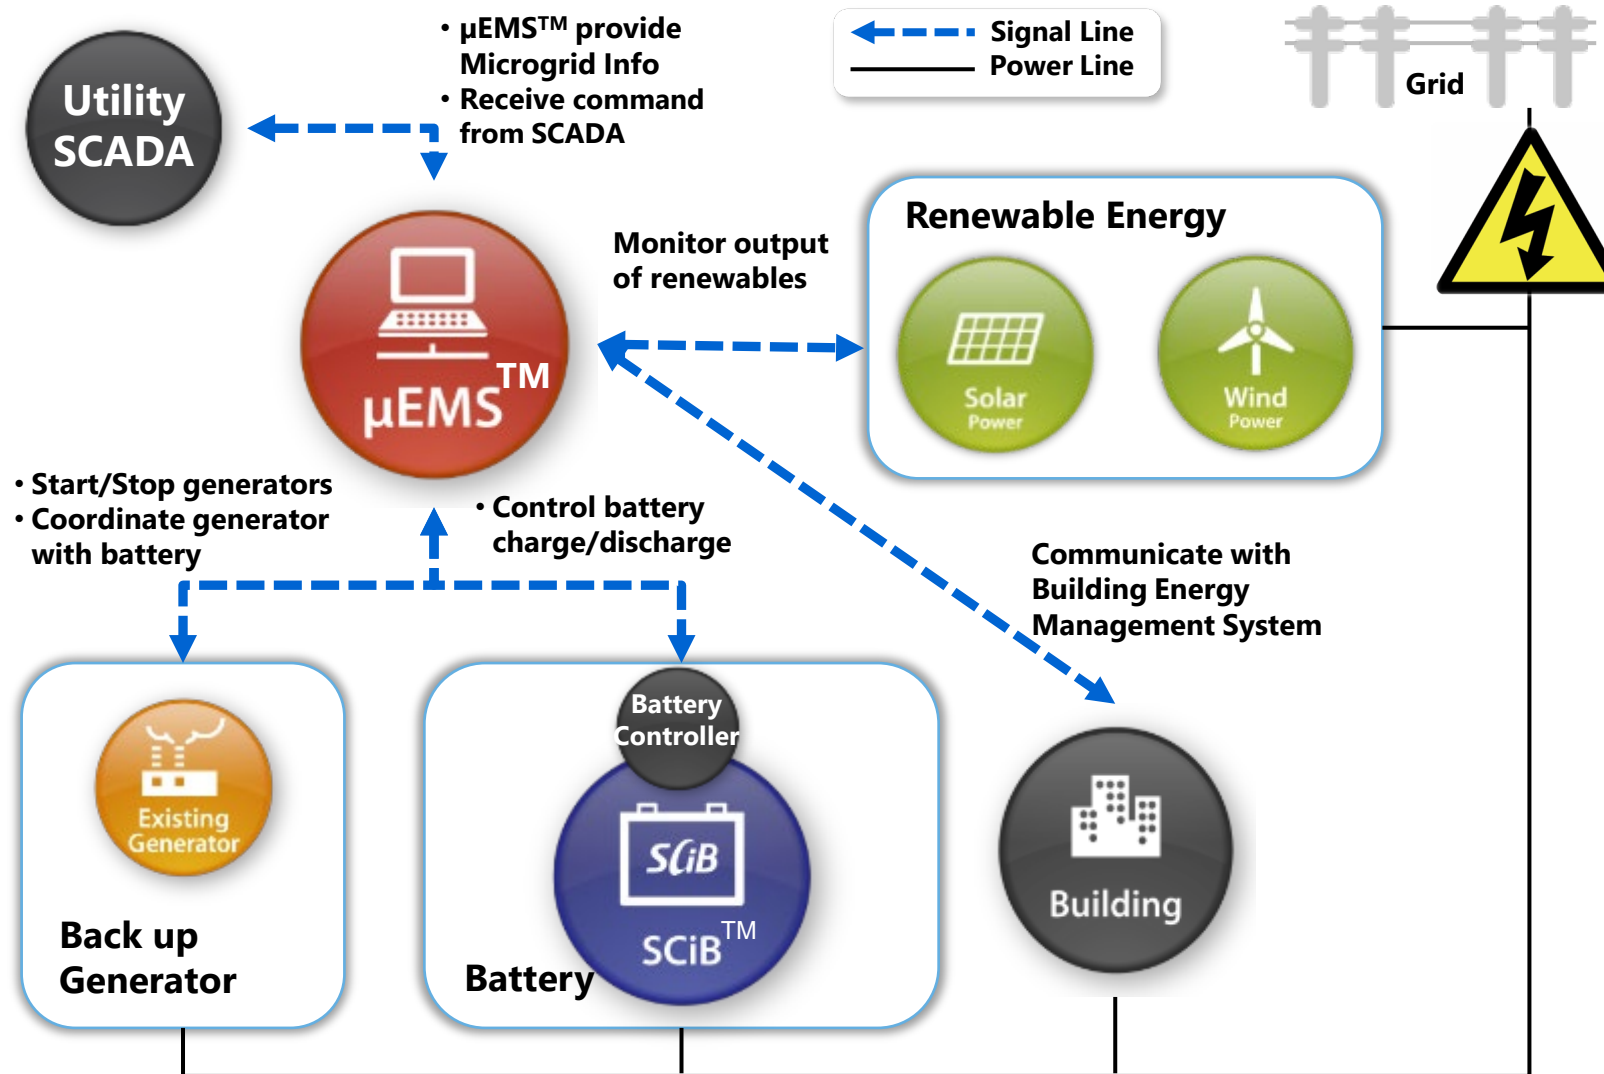 • µEMS™ provide
Microgrid Info
• Receive command
from SCADA
Signal Line
Power Line
Grid
Utility
SCADA
Renewable Energy
Monitor output
of renewables
Solar
Power
Wind
Power
µEMS™
• Start/Stop generators
• Coordinate generator
with battery
• Control battery
charge/discharge
Communicate with
Building Energy
Management System
Existing
Generator
Back up
Generator
Battery
Controller
SCiB
SCiB™
Battery
Building